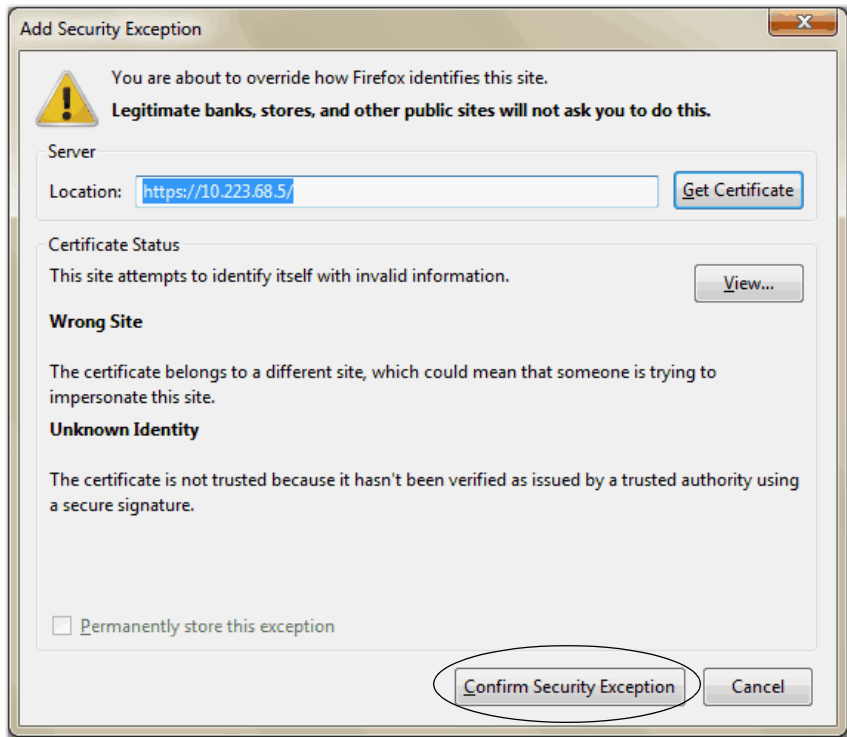 Add Security Exception
You are about to override how Firefox identifies this site.
Legitimate banks, stores, and other public sites will not ask you to do this.
Server
Location: https://10.223.68.5/ Get Certificate
Certificate Status
This site attempts to identify itself with invalid information.
View...
Wrong Site
The certificate belongs to a different site, which could mean that someone is trying to
impersonate this site.
Unknown Identity
The certificate is not trusted because it hasn't been verified as issued by a trusted authority using
a secure signature.
Permanently store this exception
Confirm Security Exception Cancel